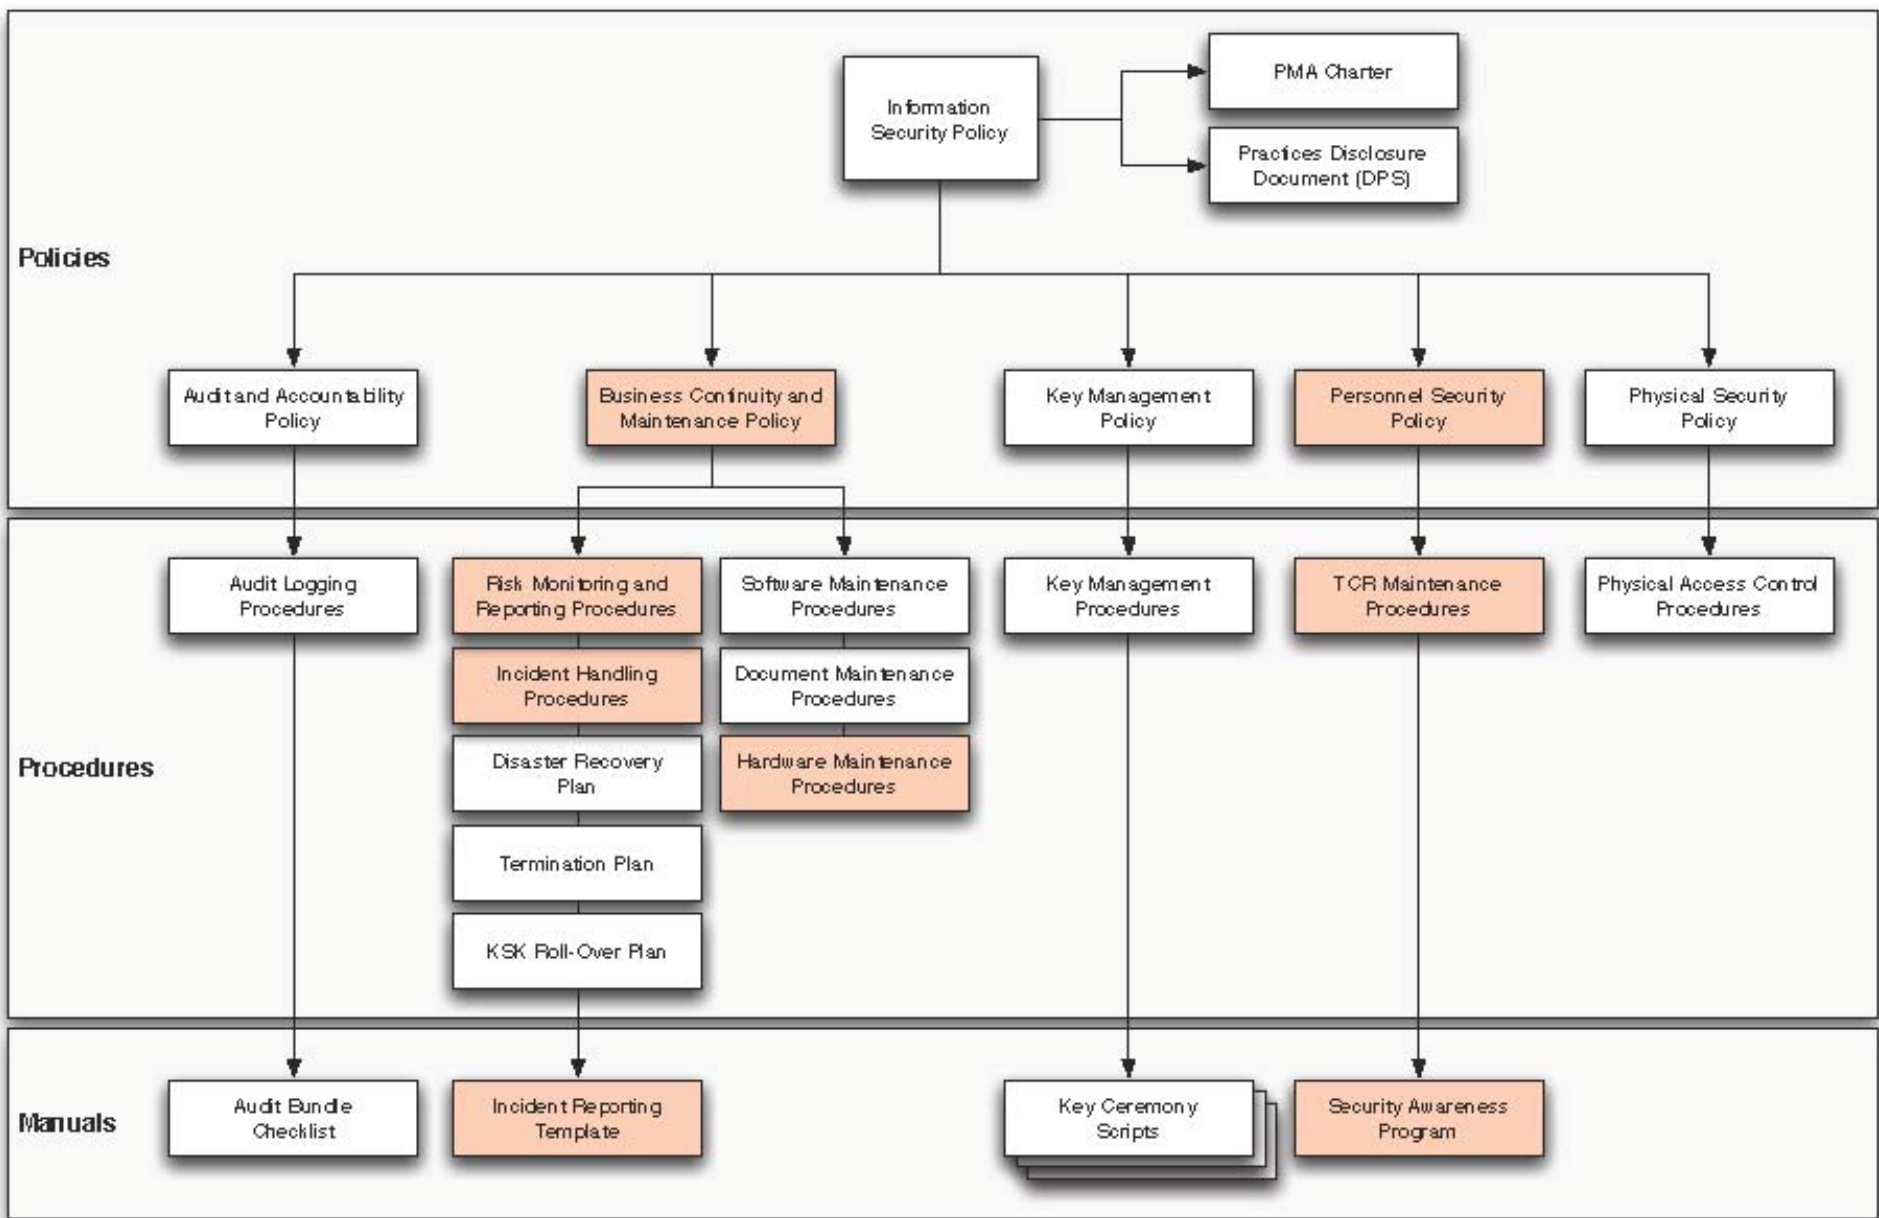 PMA Charter
Information
Security Policy
Practices Disclosure
Document (DPS)
Policies
Audit and Accountability
Policy
Business Continuity and
Maintenance Policy
Key Management
Policy
Personnel Security
Policy
Physical Security
Policy
Audit Logging
Procedures
Risk Monitoring and
Reporting Procedures
Software Maintenance
Procedures
Key Management
Procedures
TCR Maintenance
Procedures
Physical Access Control
Procedures
Incident Handling
Procedures
Document Maintenance
Procedures
Procedures
Disaster Recovery
Plan
Hardware Maintenance
Procedures
Termination Plan
KSK Roll-Over Plan
Manuals
Audit Bundle
Checklist
Incident Reporting
Template
Key Ceremony
Scripts
Security Awareness
Program